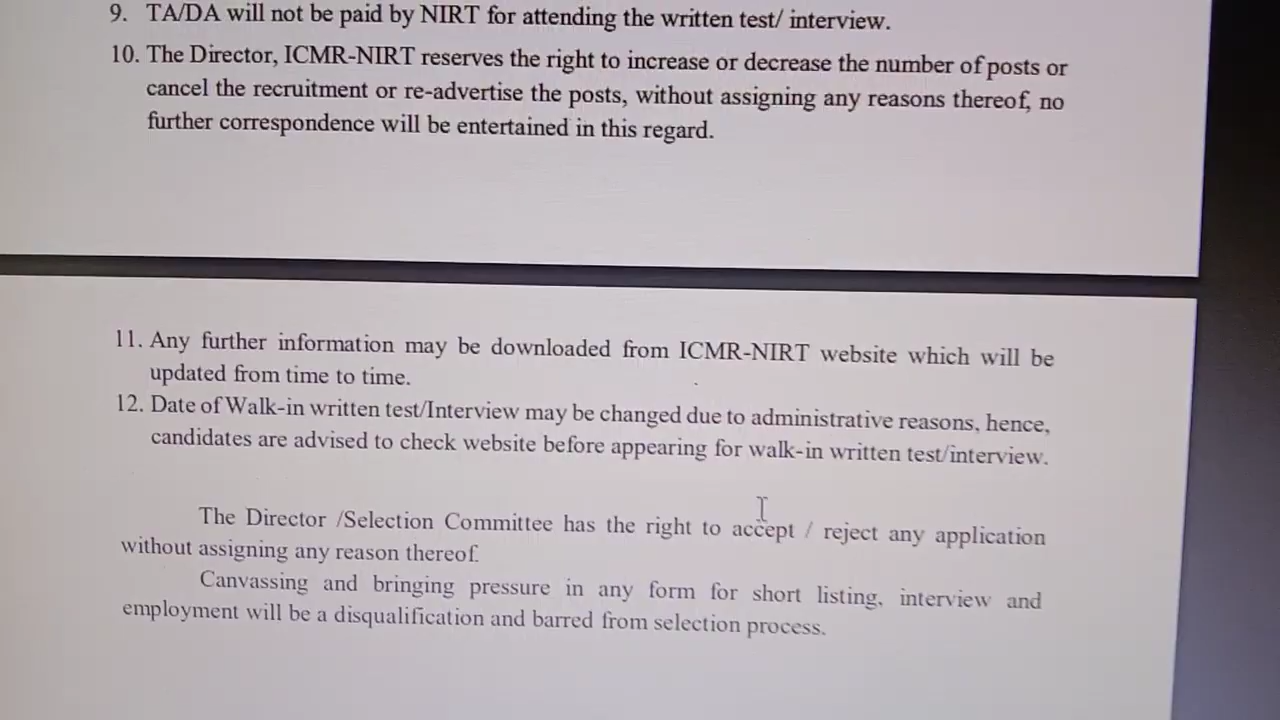 9. TA/DA will not be paid by NIRT for attending the written test/ interview.
10. The Director, ICMR-NIRT reserves the right to increase or decrease the number of posts or
cancel the recruitment or re-advertise the posts, without assigning any reasons thereof, no
further correspondence will be entertained in this regard.
11. Any further information may be downloaded from ICMR-NIRT website which will be
updated from time to time.
12. Date of Walk-in written test/Interview may be changed due to administrative reasons, hence,
candidates are advised to check website before appearing for walk-in written test/interview.
The Director /Selection Committee has the right to accept / reject any application
without assigning any reason thereof.
Canvassing and bringing pressure in any form for short listing, interview and
employment will be a disqualification and barred from selection process.